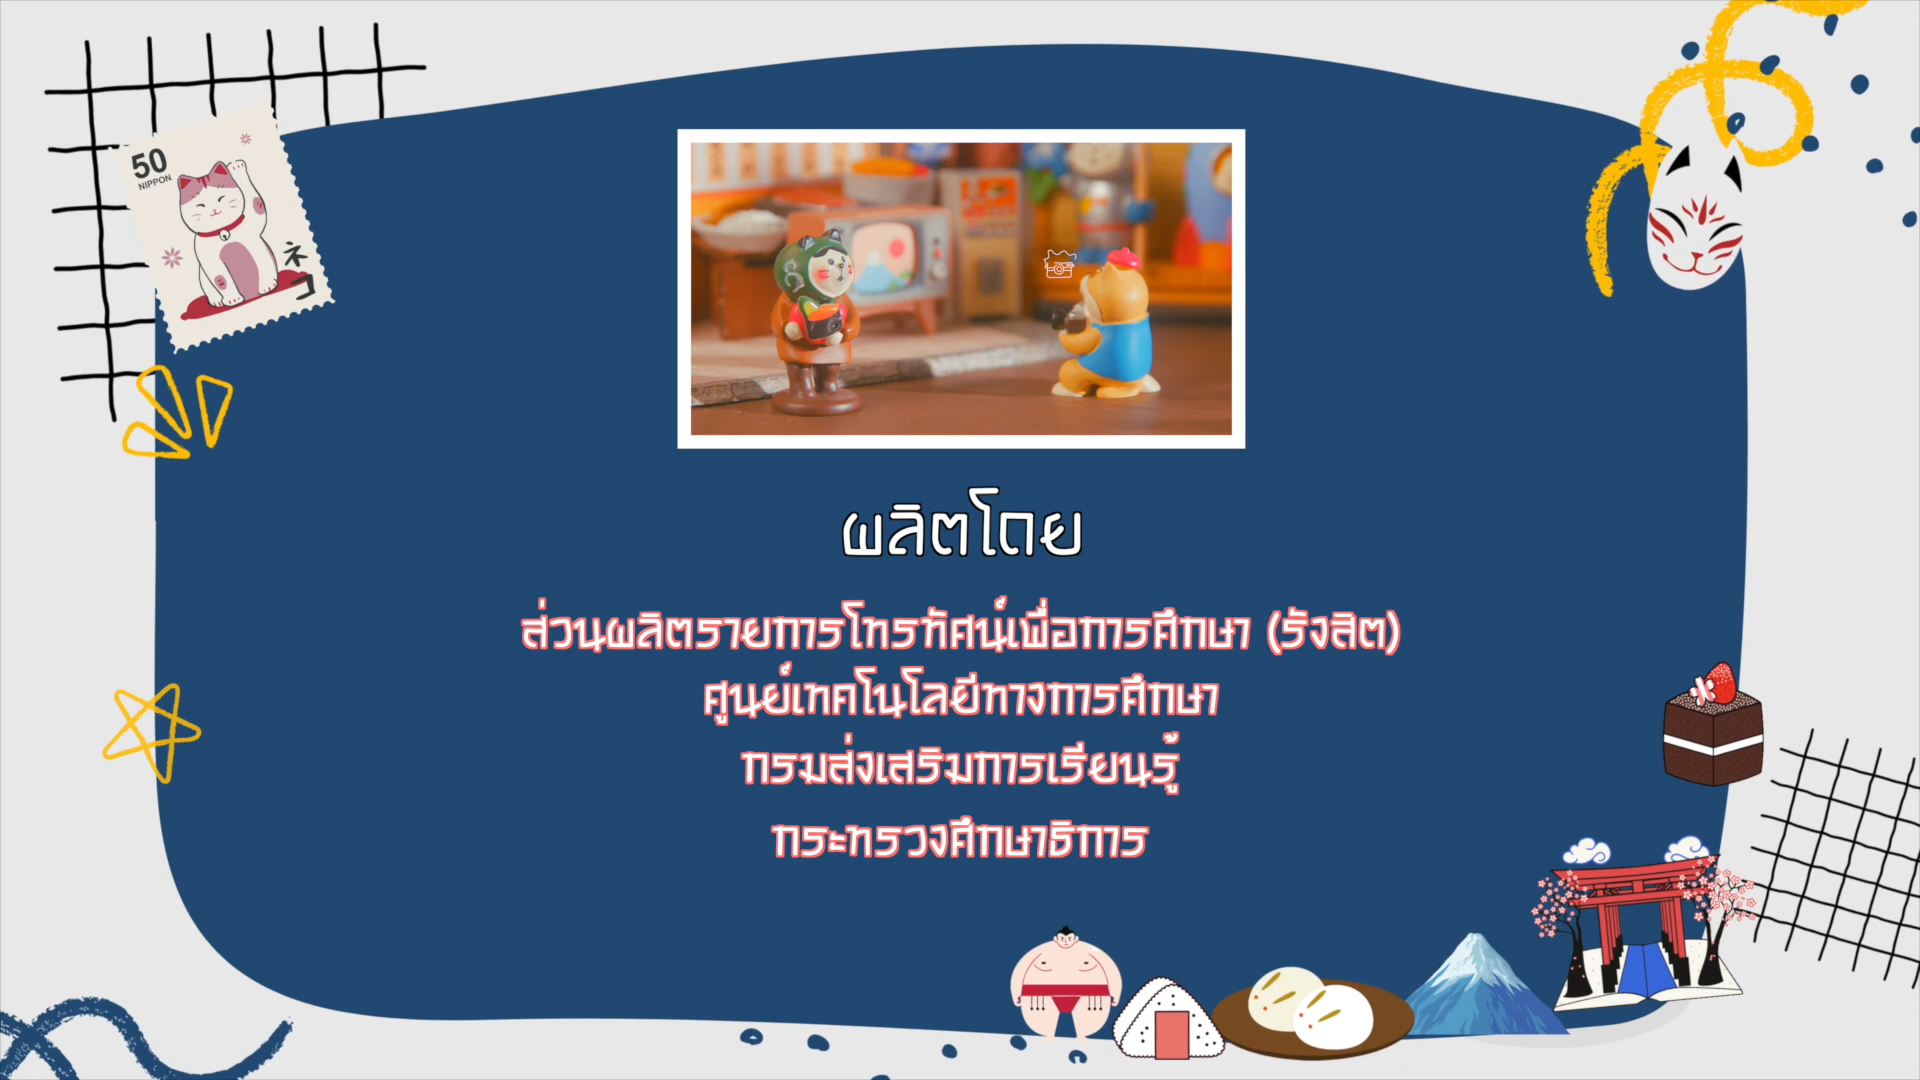 50
NIPPON
ネコ
ผลิตโดย
ส่วนผลิตรายการโทรทัศน์เพื่อการศึกษา (รังสิต)
ศูนย์เทคโนโลยีทางการศึกษา
กรมส่งเสริมการเรียนรู้
กระทรวงศึกษาธิการ